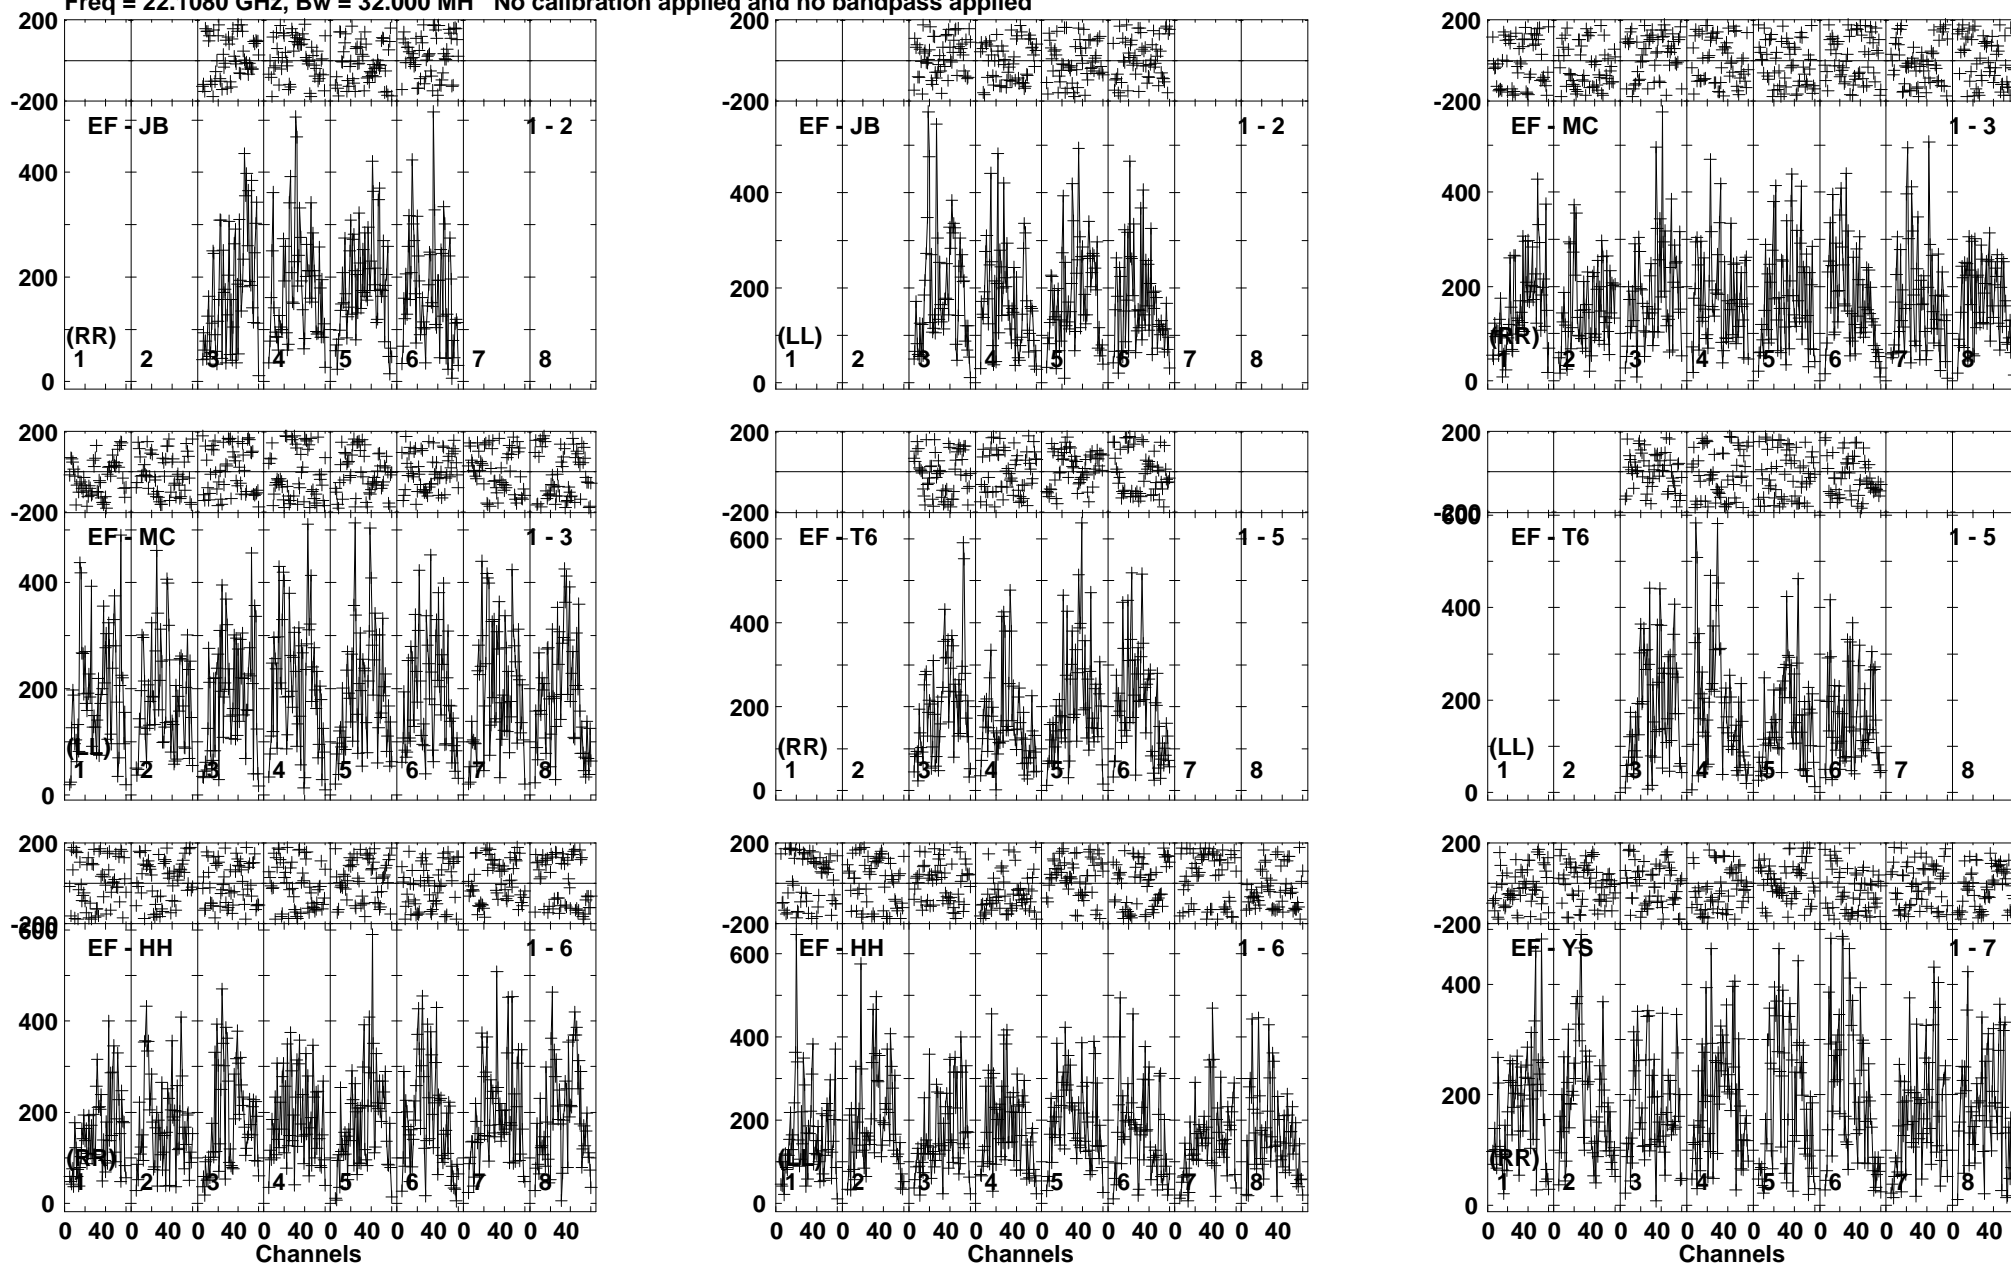 Freq = 22.1080 GHz, Bw = 32.000 MH No calibration applied and no bandpass applied
200 200 200
-200 -200 -200
EF - JB 1 - 2 EF - JB 1 - 2 EF - MC 1 - 3
400 400 400
200 200 200
(RR) (LL) (RR)
1 2 3 4 5 6 7 8 1 2 3 4 5 6 7 8 1 2 3 4 5 6 7 8
0 0 0
200 200 200
-200 -200 -200
600
EF - MC 1 - 3 EF - T6 1 - 5 EF - T6 1 - 5
600
400 400 400
200 200 200
(LL) (RR) (LL)
1 2 3 4 5 6 7 8 1 2 3 4 5 6 7 8 1 2 3 4 5 6 7 8
0 0 0
200 200 200
-200 -200 -200
600
EF - HH 1 - 6 EF - HH 1 - 6 EF - YS 1 - 7
600
400 400 400
200 200 200
(RR) (LL) (RR)
1 2 3 4 5 6 7 8 1 2 3 4 5 6 7 8 1 2 3 4 5 6 7 8
0 0 0
0 40 0 40 0 40 0 40 0 40 0 40 0 40 0 40 0 40 0 40 0 40 0 40 0 40 0 40 0 40 0 40 0 40 0 40 0 40 0 40 0 40 0 40 0 40 0 40
Channels Channels Channels